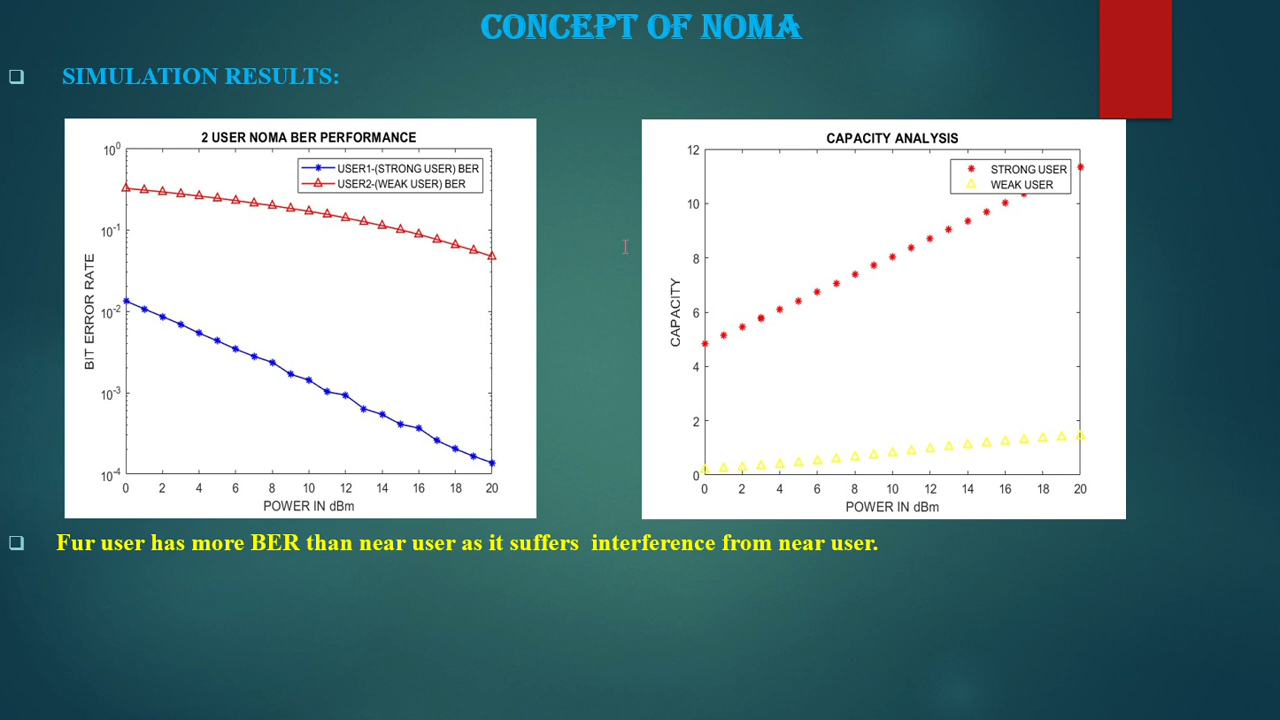 CONCEPT OF NOMA
SIMULATION RESULTS:
2 USER NOMA BER PERFORMANCE
USER1-(STRONG USER) BER
USER2-(WEAK USER) BER
10^0
10^-1
10^-2
10^-3
10^-4
BIT ERROR RATE
0 2 4 6 8 10 12 14 16 18 20
POWER IN dBm
CAPACITY ANALYSIS
STRONG USER
WEAK USER
12
10
8
6
4
2
0
CAPACITY
0 2 4 6 8 10 12 14 16 18 20
POWER IN dBm
Fur user has more BER than near user as it suffers interference from near user.